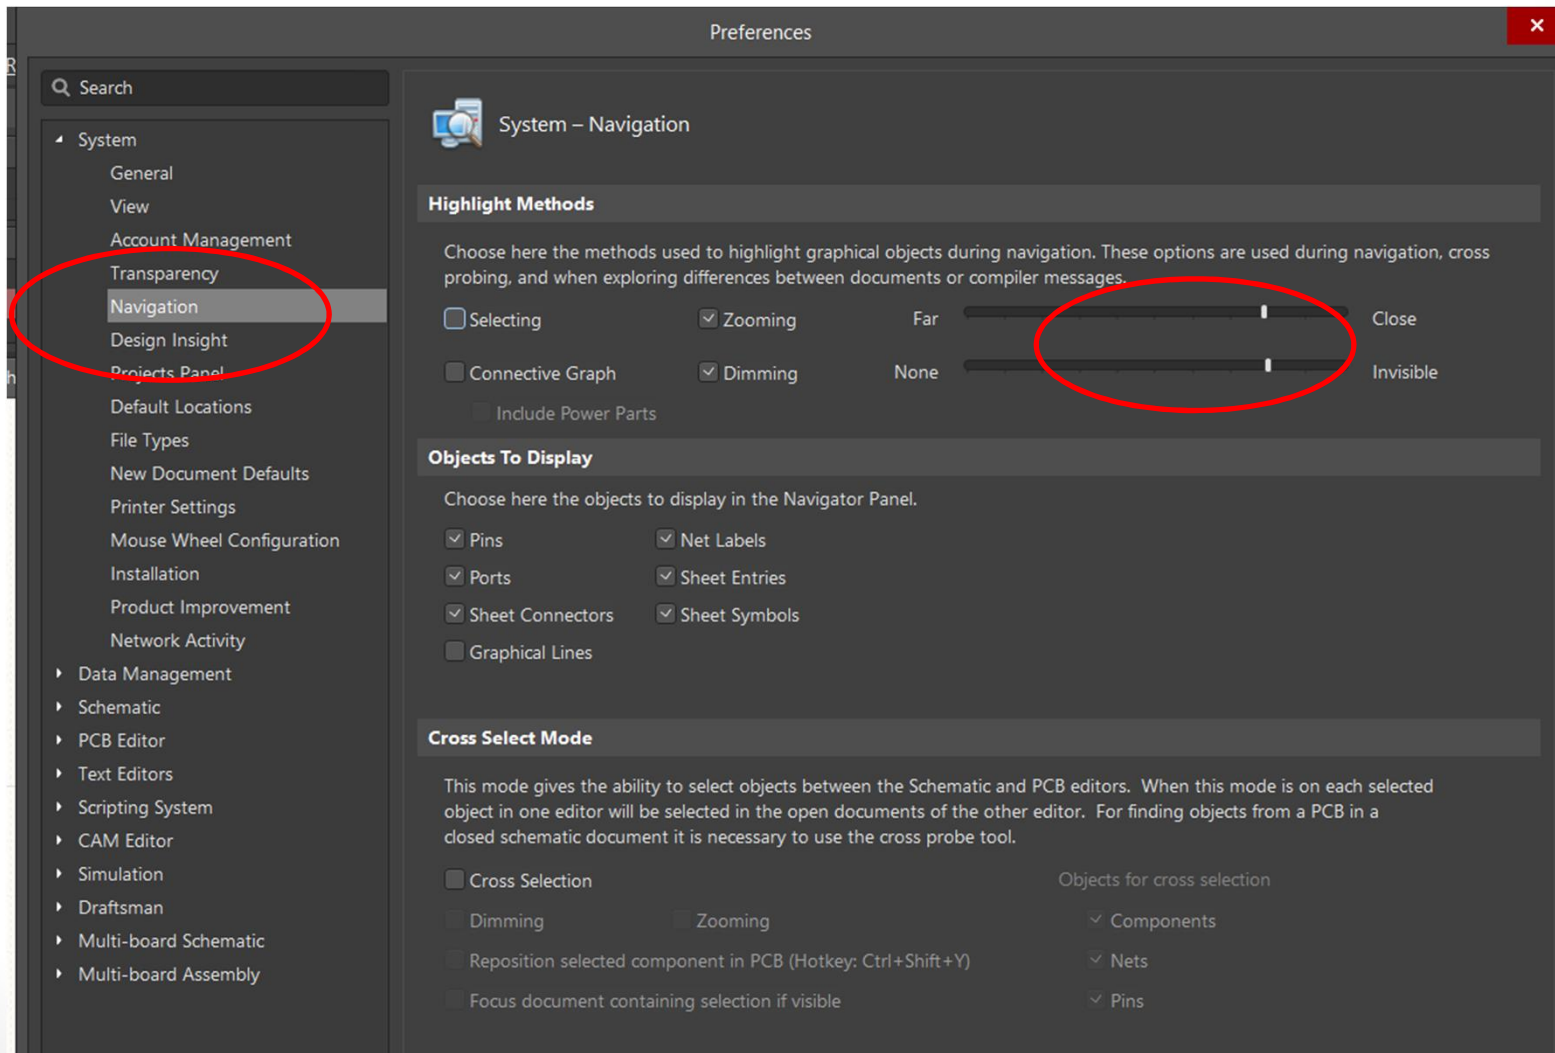 Preferences
R
Search
System
General
View
Account Management
Transparency
Navigation
Design Insight
Projects Panel
Default Locations
File Types
New Document Defaults
Printer Settings
Mouse Wheel Configuration
Installation
Product Improvement
Network Activity
Data Management
Schematic
PCB Editor
Text Editors
Scripting System
CAM Editor
Simulation
Draftsman
Multi-board Schematic
Multi-board Assembly
h
System – Navigation
Highlight Methods
Choose here the methods used to highlight graphical objects during navigation. These options are used during navigation, cross
probing, and when exploring differences between documents or compiler messages.
Selecting Zooming Far Close
Connective Graph Dimming None Invisible
Include Power Parts
Objects To Display
Choose here the objects to display in the Navigator Panel.
Pins Net Labels
Ports Sheet Entries
Sheet Connectors Sheet Symbols
Graphical Lines
Cross Select Mode
This mode gives the ability to select objects between the Schematic and PCB editors. When this mode is on each selected
object in one editor will be selected in the open documents of the other editor. For finding objects from a PCB in a
closed schematic document it is necessary to use the cross probe tool.
Cross Selection Objects for cross selection
Dimming Zooming Components
Reposition selected component in PCB (Hotkey: Ctrl+Shift+Y) Nets
Focus document containing selection if visible Pins